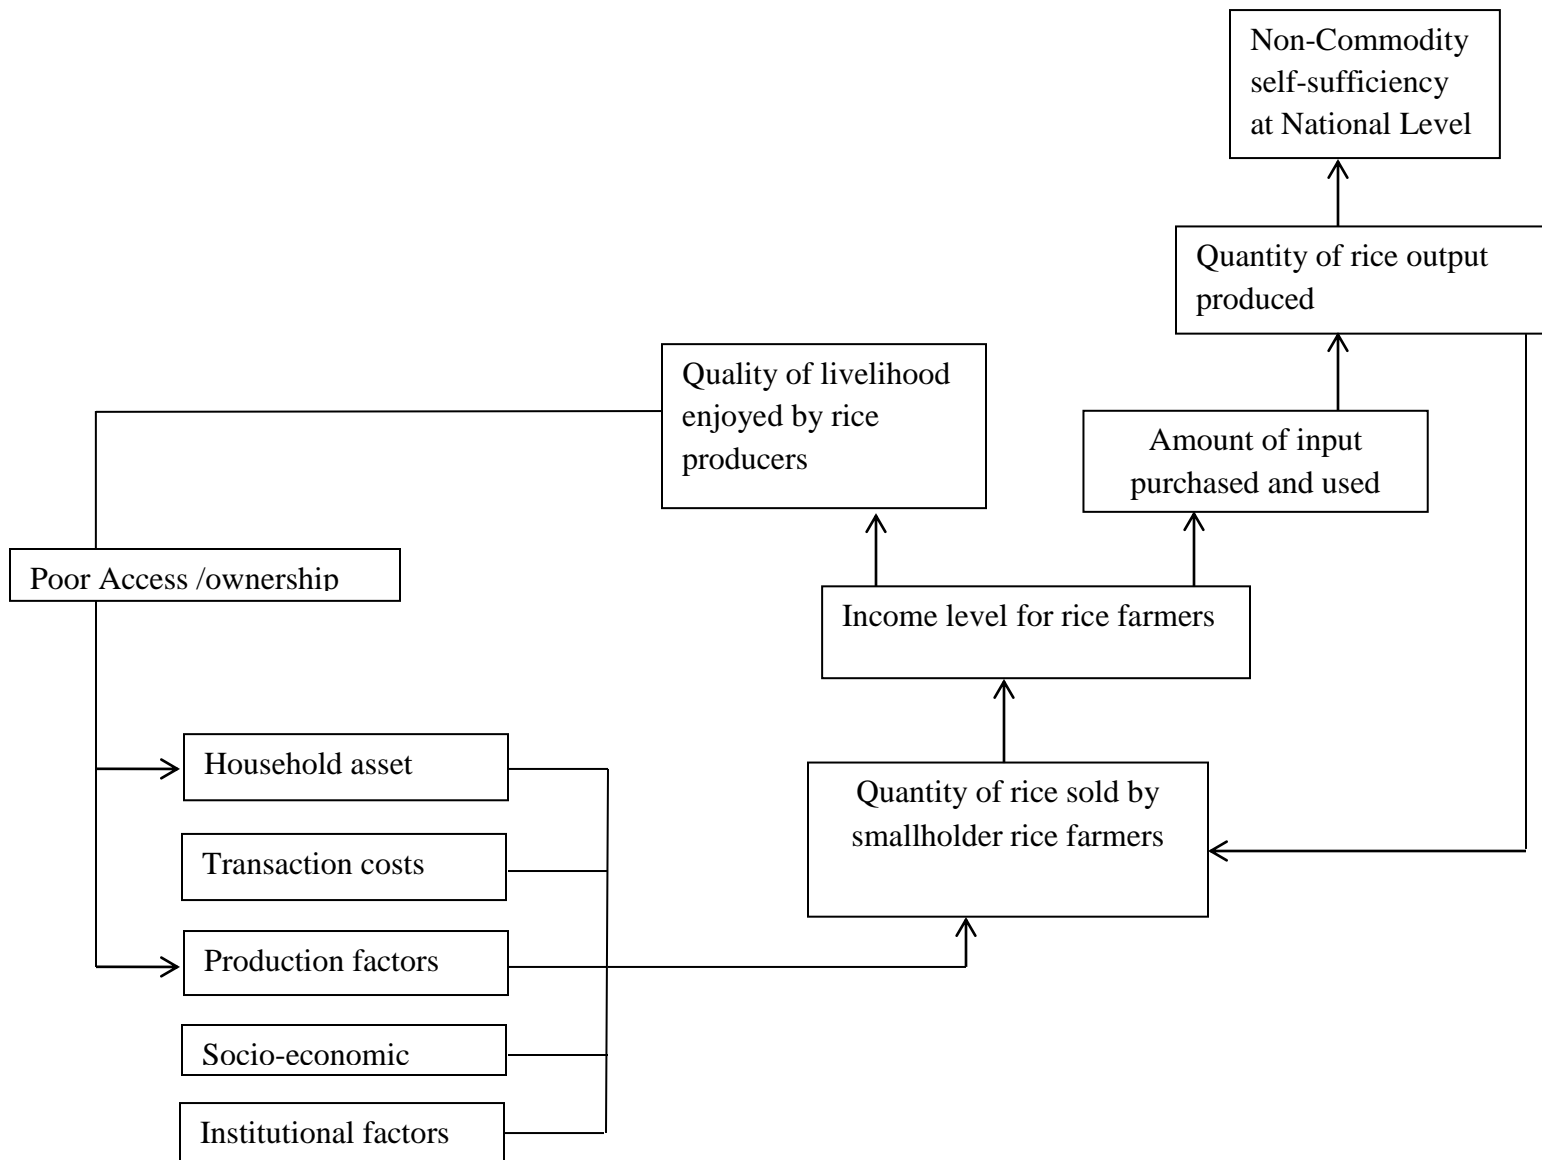 Non-Commodity
self-sufficiency
at National Level
Quantity of rice output
produced
Quality of livelihood
enjoyed by rice
producers
Amount of input
purchased and used
Poor Access /ownership
Income level for rice farmers
Household asset
Quantity of rice sold by
smallholder rice farmers
Transaction costs
Production factors
Socio-economic
Institutional factors